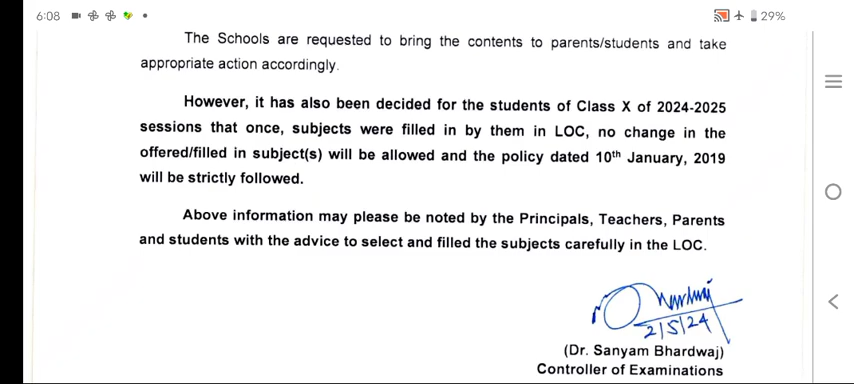 6:08
29%
The Schools are requested to bring the contents to parents/students and take
appropriate action accordingly.
However, it has also been decided for the students of Class X of 2024-2025
sessions that once, subjects were filled in by them in LOC, no change in the
offered/filled in subject(s) will be allowed and the policy dated 10th January, 2019
will be strictly followed.
Above information may please be noted by the Principals, Teachers, Parents
and students with the advice to select and filled the subjects carefully in the LOC.
2/5/24
(Dr. Sanyam Bhardwaj)
Controller of Examinations